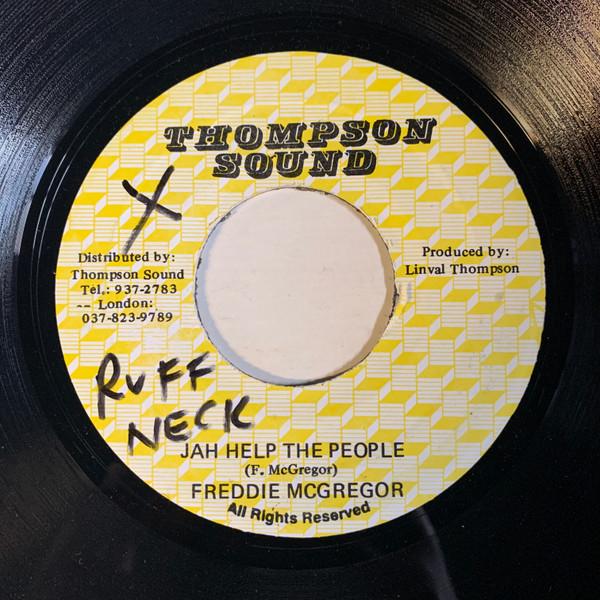 THOMPSON
SOUND
X
Distributed by:
Thompson Sound
Tel.: 937-2783
-- London:
037-823-9789
Produced by:
Linval Thompson
RUFF
NECK
JAH HELP THE PEOPLE
(F. McGregor)
FREDDIE MCGREGOR
All Rights Reserved